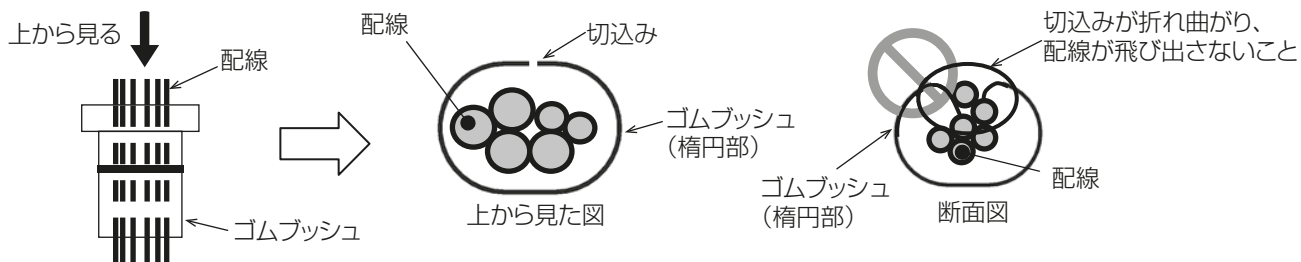 上から見る
配線
ゴムブッシュ
配線
切込み
ゴムブッシュ
(楕円部)
上から見た図
切込みが折れ曲がり、
配線が飛び出さないこと
ゴムブッシュ
(楕円部)
配線
断面図